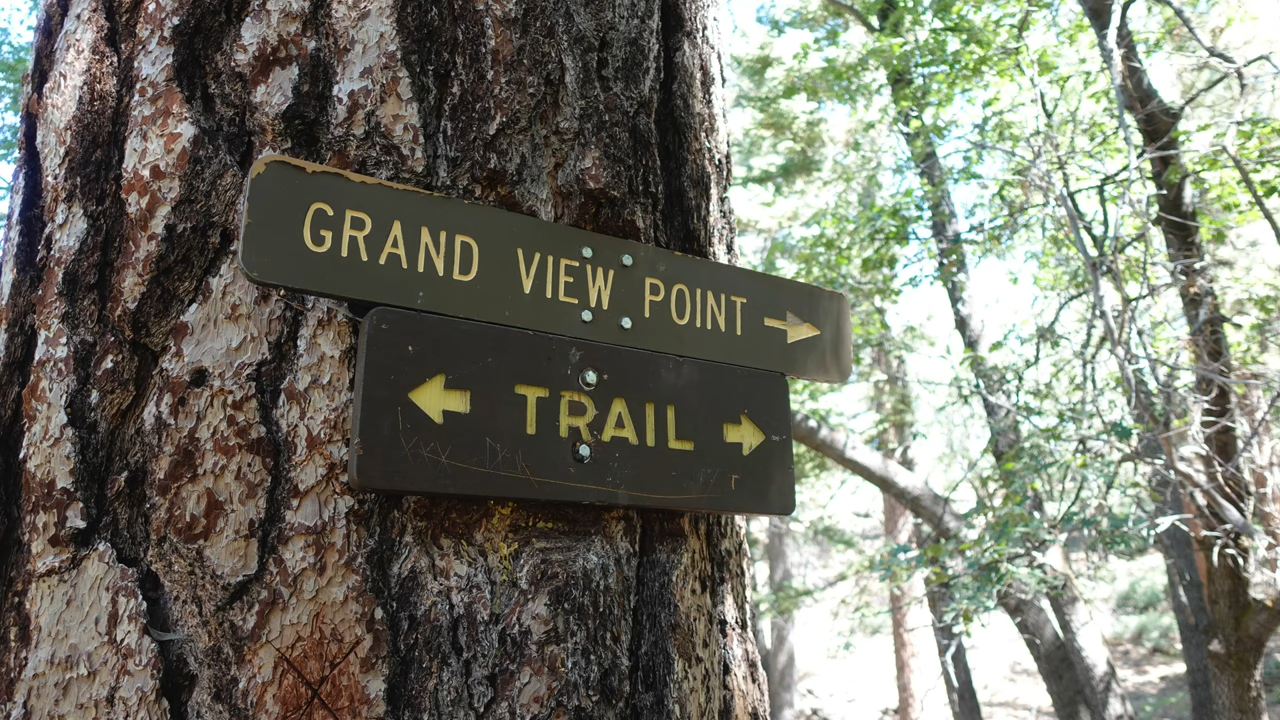 GRAND VIEW POINT →
← TRAIL →